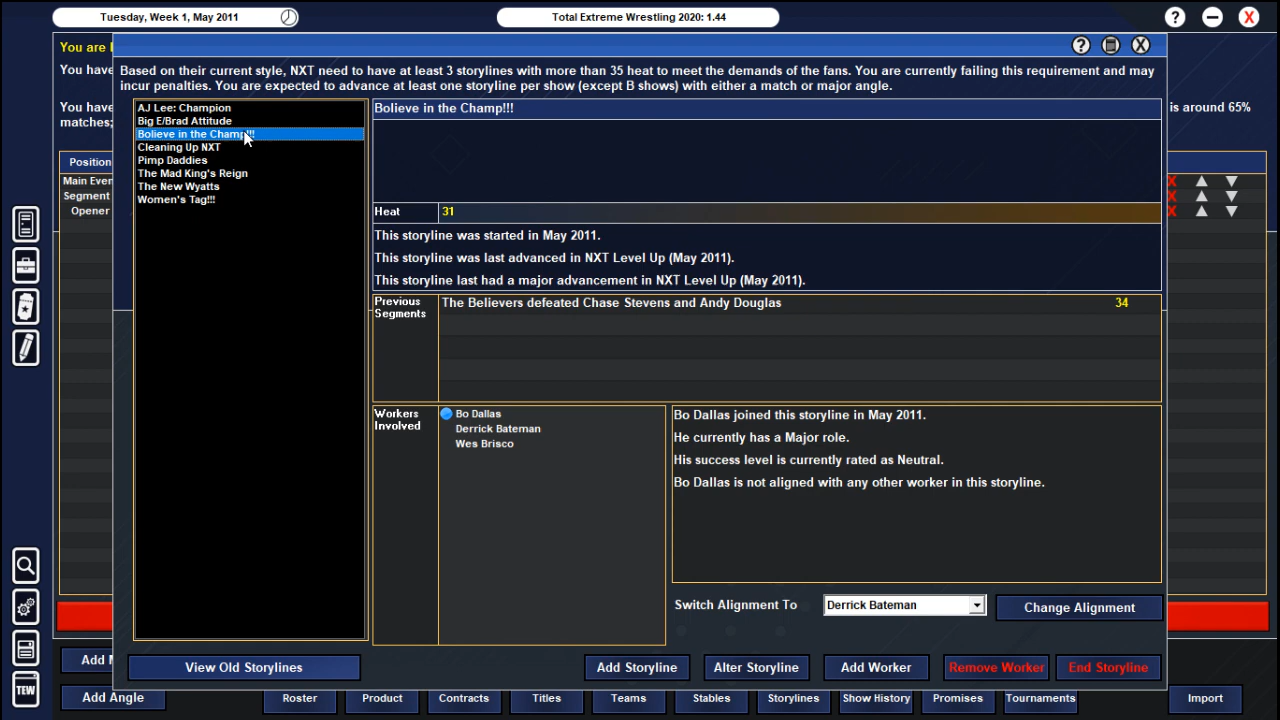 Tuesday, Week 1, May 2011
Total Extreme Wrestling 2020: 1.44
?
X
You are
You have
You have
is around 65%
matches;
?
X
Based on their current style, NXT need to have at least 3 storylines with more than 35 heat to meet the demands of the fans. You are currently failing this requirement and may
incur penalties. You are expected to advance at least one storyline per show (except B shows) with either a match or major angle.
AJ Lee: Champion
Big E/Brad Attitude
Bolieve in the Champ!!!
Cleaning Up NXT
Pimp Daddies
The Mad King's Reign
The New Wyatts
Women's Tag!!!
Bolieve in the Champ!!!
Heat
31
This storyline was started in May 2011.
This storyline was last advanced in NXT Level Up (May 2011).
This storyline last had a major advancement in NXT Level Up (May 2011).
Previous
Segments
The Believers defeated Chase Stevens and Andy Douglas
34
Workers
Involved
Bo Dallas
Derrick Bateman
Wes Brisco
Bo Dallas joined this storyline in May 2011.
He currently has a Major role.
His success level is currently rated as Neutral.
Bo Dallas is not aligned with any other worker in this storyline.
Switch Alignment To
Derrick Bateman
Change Alignment
View Old Storylines
Add Storyline
Alter Storyline
Add Worker
Remove Worker
End Storyline
Position
Main Even
Segment
Opener
X
X
X
Add M
Add Angle
Roster
Product
Contracts
Titles
Teams
Stables
Storylines
Show History
Promises
Tournaments
Import
TEW